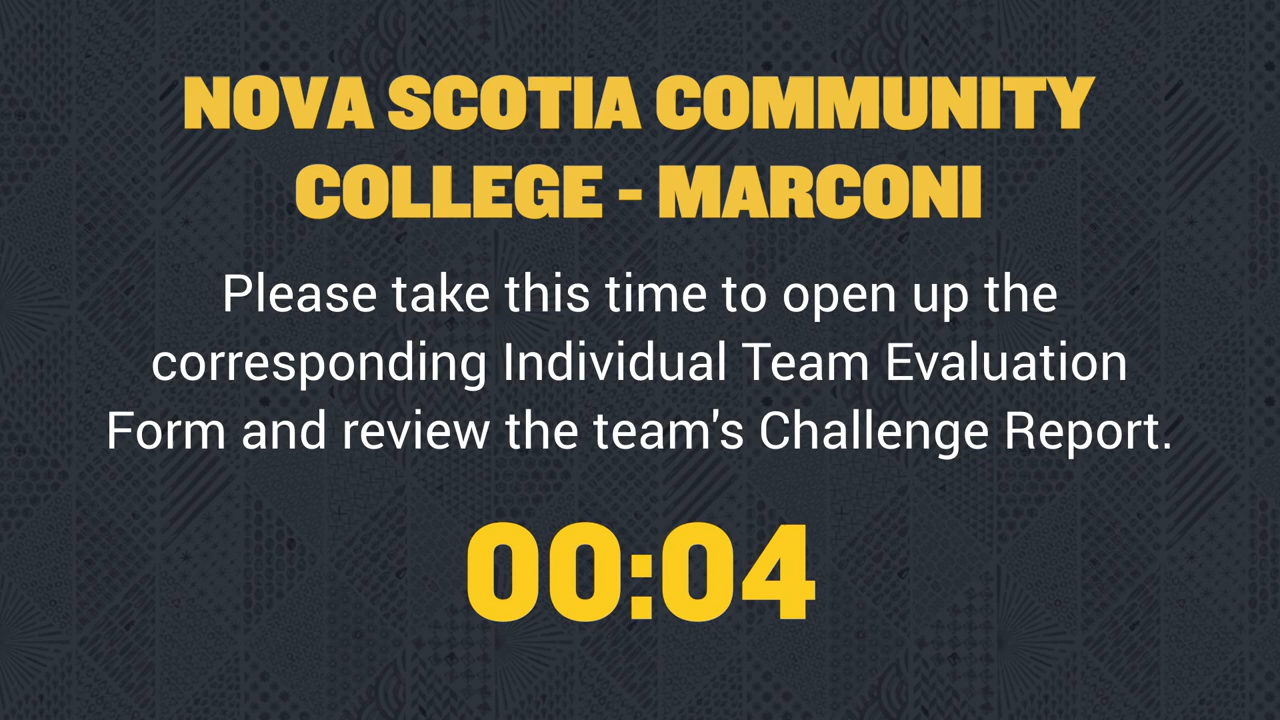 NOVA SCOTIA COMMUNITY
COLLEGE - MARCONI
Please take this time to open up the
corresponding Individual Team Evaluation
Form and review the team's Challenge Report.
00:04